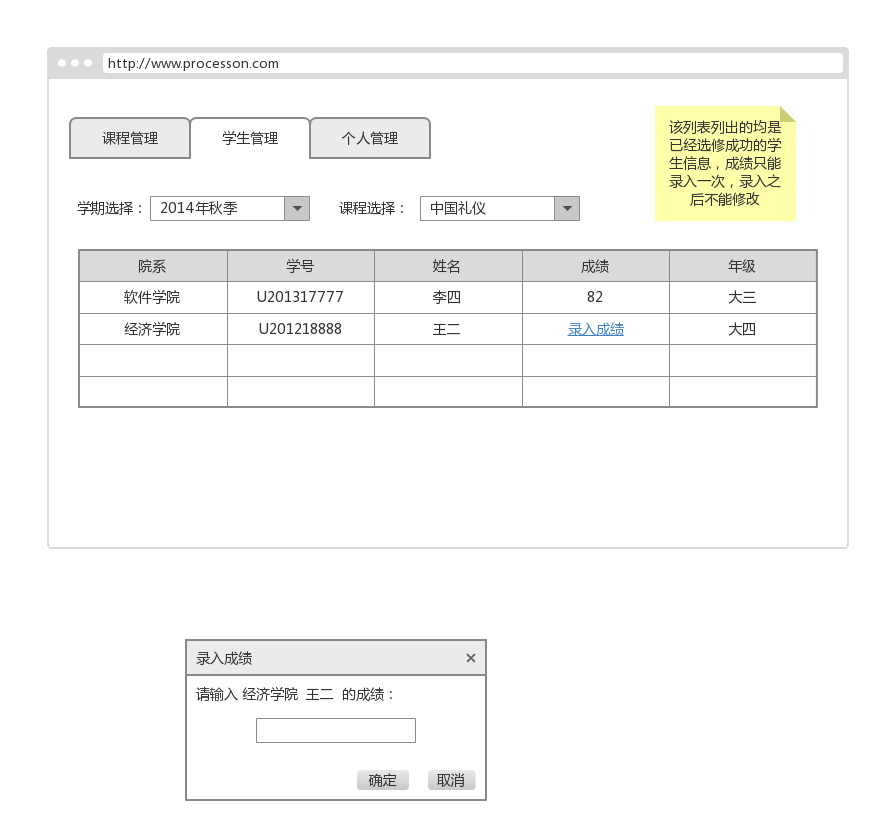 http://www.processon.com
课程管理 学生管理 个人管理
该列表列出的均是
已经选修成功的学
生信息，成绩只能
录入一次，录入之
后不能修改
学期选择： 2014年秋季 课程选择： 中国礼仪
院系 学号 姓名 成绩 年级
软件学院 U201317777 李四 82 大三
经济学院 U201218888 王二 录入成绩 大四
录入成绩 ×
请输入 经济学院 王二 的成绩：
确定 取消